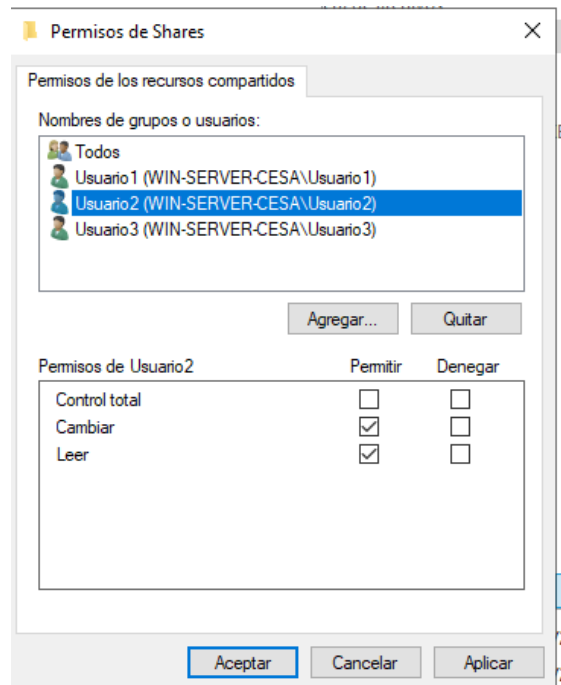 Permisos de Shares
Permisos de los recursos compartidos
Nombres de grupos o usuarios:
Todos
Usuario1 (WIN-SERVER-CESA\Usuario1)
Usuario2 (WIN-SERVER-CESA\Usuario2)
Usuario3 (WIN-SERVER-CESA\Usuario3)
Agregar... Quitar
Permisos de Usuario2 Permitir Denegar
Control total
Cambiar
Leer
Aceptar Cancelar Aplicar